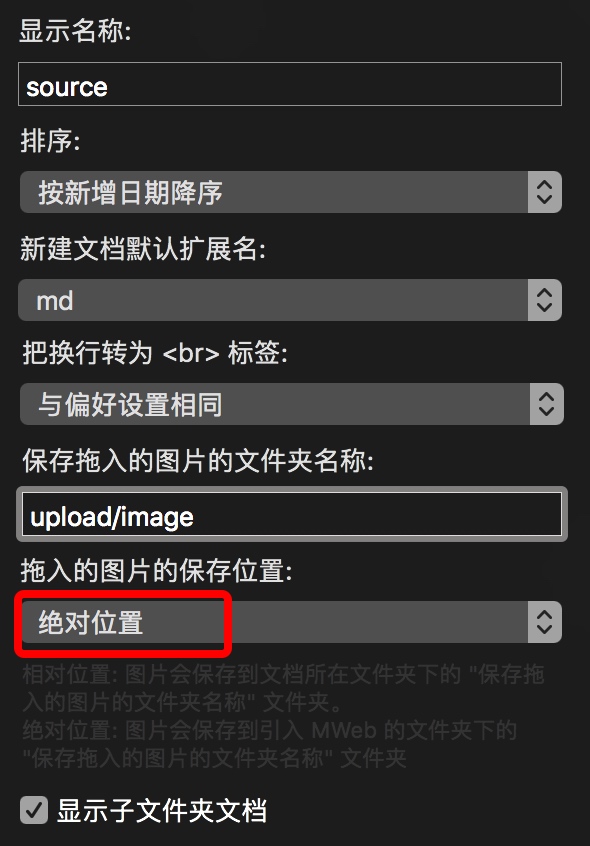 显示名称:
source
排序:
按新增日期降序
新建文档默认扩展名:
md
把换行转为 <br> 标签:
与偏好设置相同
保存拖入的图片的文件夹名称:
upload/image
拖入的图片的保存位置:
绝对位置
相对位置: 图片会保存到文档所在文件夹下的 "保存拖
入的图片的文件夹名称" 文件夹。
绝对位置: 图片会保存到引入 MWeb 的文件夹下的
"保存拖入的图片的文件夹名称" 文件夹
显示子文件夹文档